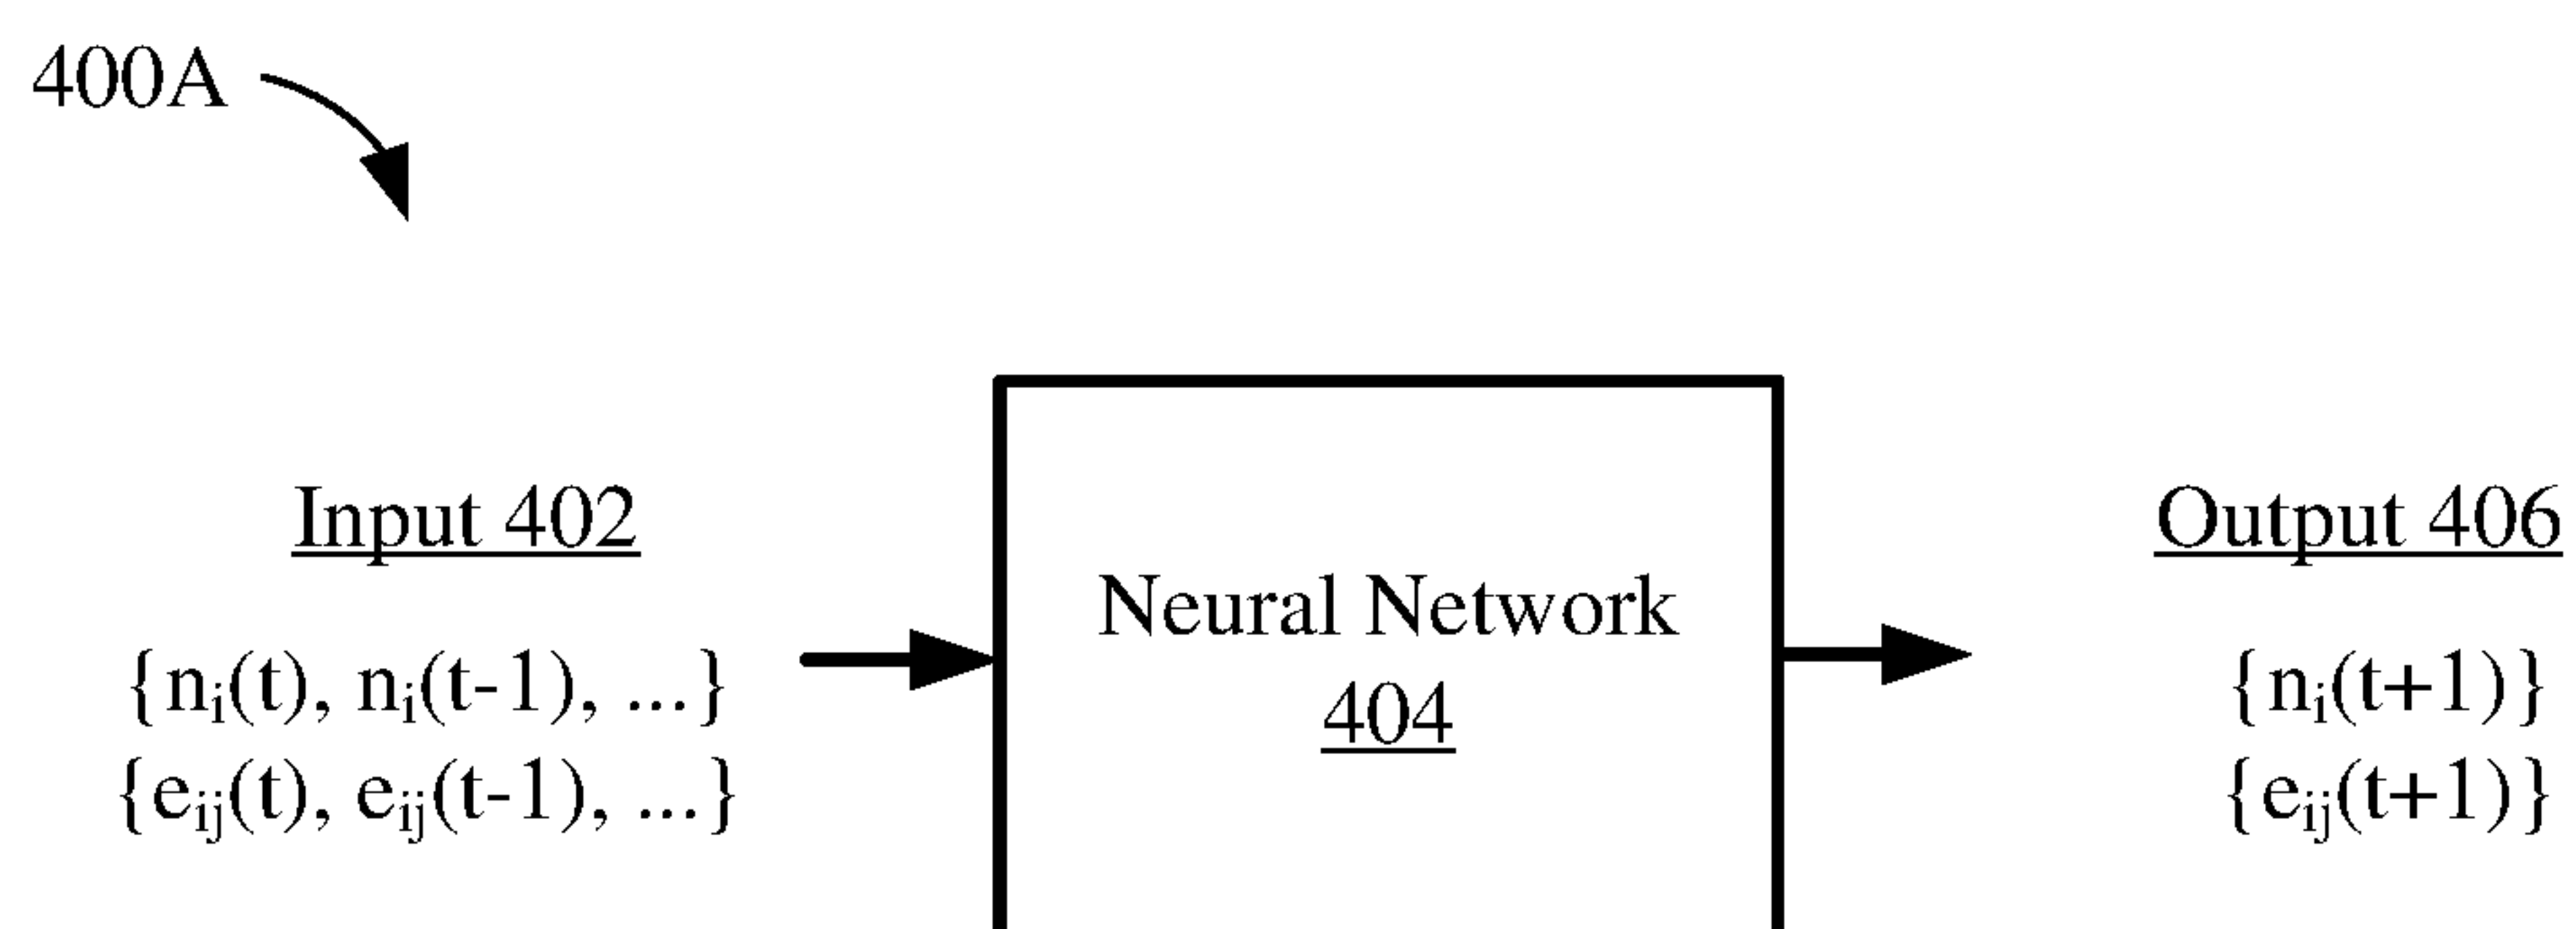 400A
Input 402
{nᵢ(t), nᵢ(t-1), ...}
{eᵢⱼ(t), eᵢⱼ(t-1), ...}
Neural Network
404
Output 406
{nᵢ(t+1)}
{eᵢⱼ(t+1)}